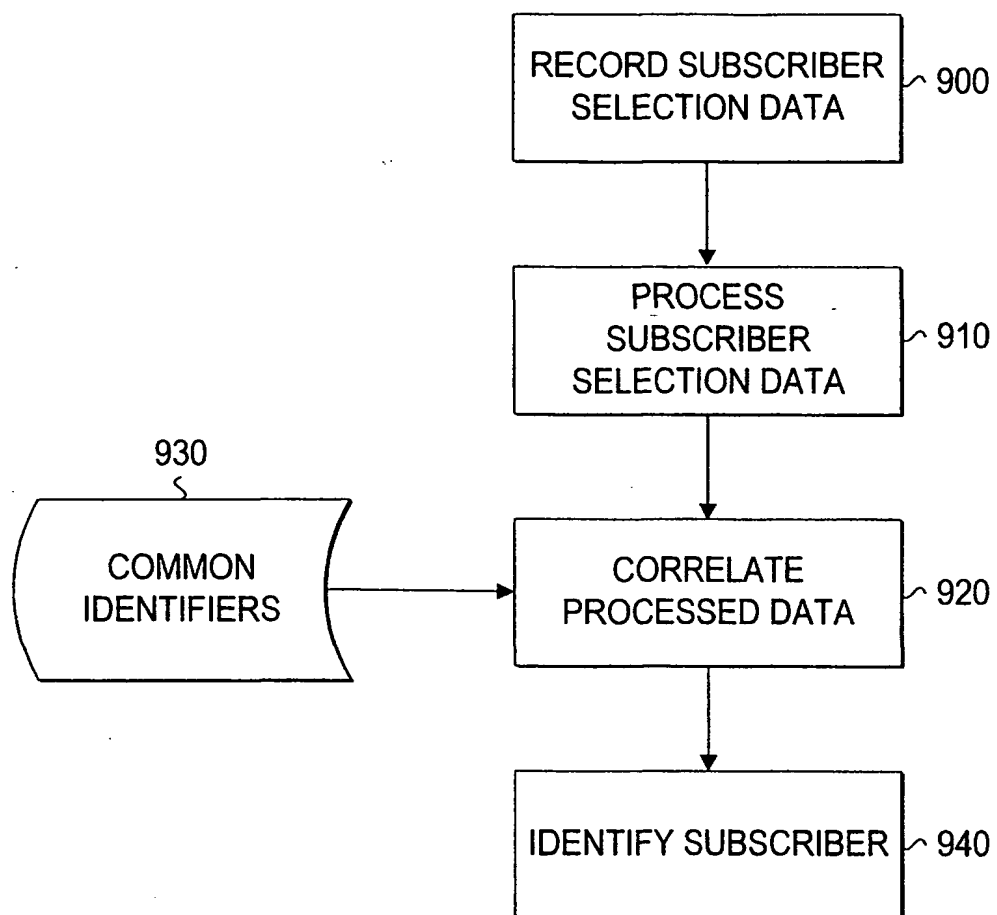 RECORD SUBSCRIBER
SELECTION DATA
900
PROCESS
SUBSCRIBER
SELECTION DATA
910
930
COMMON
IDENTIFIERS
CORRELATE
PROCESSED DATA
920
IDENTIFY SUBSCRIBER
940